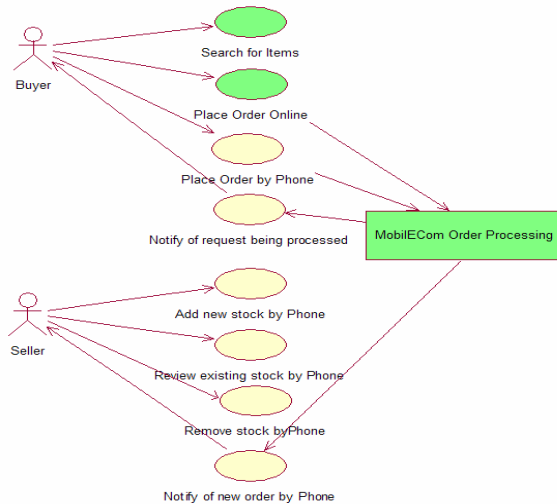 Search for Items
Buyer
Place Order Online
Place Order by Phone
MobilECom Order Processing
Notify of request being processed
Add new stock by Phone
Seller
Review existing stock by Phone
Remove stock byPhone
Notify of new order by Phone